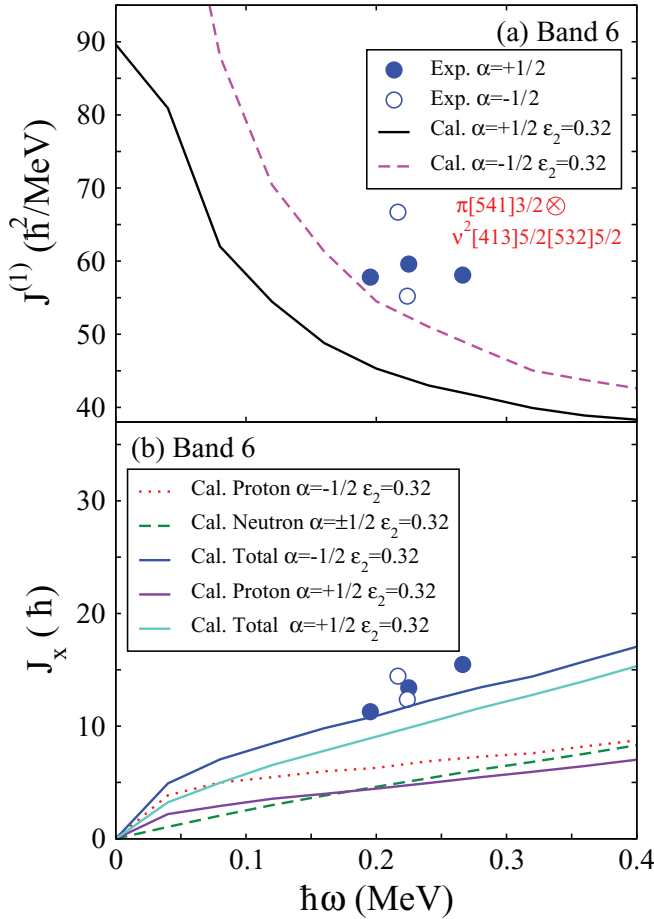 (a) Band 6
Exp. α=+1/2
Exp. α=-1/2
Cal. α=+1/2 ε₂=0.32
Cal. α=-1/2 ε₂=0.32
π[541]3/2⊗
ν²[413]5/2[532]5/2
J⁽¹⁾ (ħ²/MeV)
90
80
70
60
50
40
(b) Band 6
Cal. Proton α=-1/2 ε₂=0.32
Cal. Neutron α=±1/2 ε₂=0.32
Cal. Total α=-1/2 ε₂=0.32
Cal. Proton α=+1/2 ε₂=0.32
Cal. Total α=+1/2 ε₂=0.32
Jₓ (ħ)
30
25
20
15
10
5
0
0 0.1 0.2 0.3 0.4
ħω (MeV)